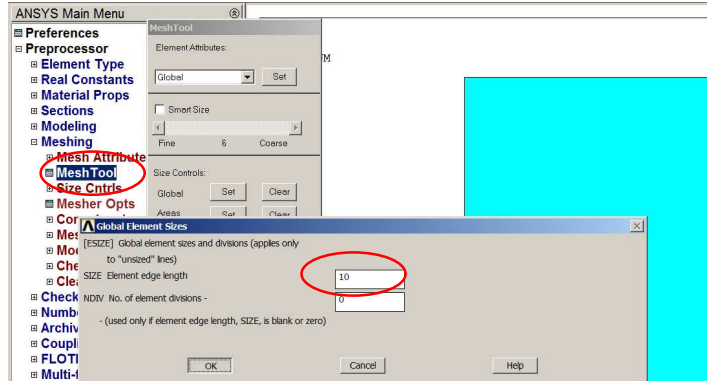 ANSYS Main Menu
Preferences
Preprocessor
Element Type
Real Constants
Material Props
Sections
Modeling
Meshing
Mesh Attribute
MeshTool
Size Cntrls
Mesher Opts
Check
FLOT
Multi-f
MeshTool
Element Attributes:
Global Set
Smart Size
Fine 6 Coarse
Size Controls:
Global Set Clear
Areas Set Clear
M
Global Element Sizes
[ESIZE] Global element sizes and divisions (applies only
to "unsized" lines)
SIZE Element edge length 10
NDIV No. of element divisions - 0
- (used only if element edge length, SIZE, is blank or zero)
OK Cancel Help